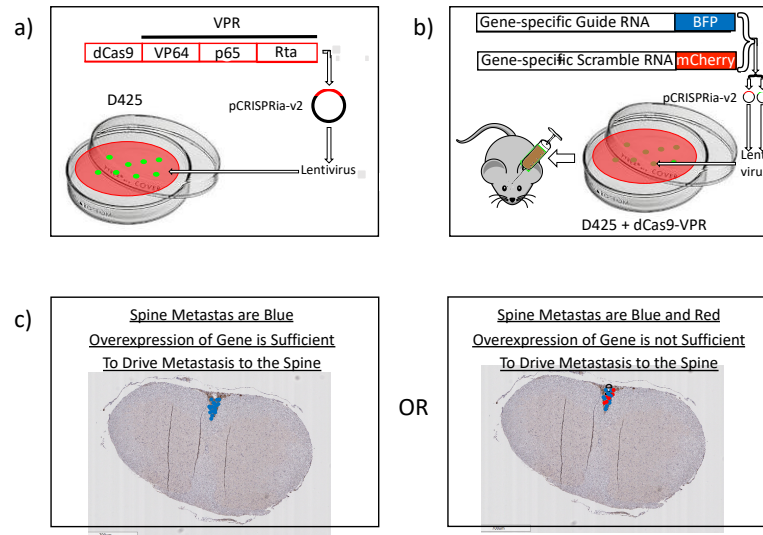 a)
VPR
dCas9 VP64 p65 Rta
D425
pCRISPRia-v2
Lentivirus
b)
Gene-specific Guide RNA BFP
Gene-specific Scramble RNA mCherry
pCRISPRia-v2
Lent
virus
D425 + dCas9-VPR
c)
Spine Metastas are Blue
Overexpression of Gene is Sufficient
To Drive Metastasis to the Spine
OR
Spine Metastas are Blue and Red
Overexpression of Gene is not Sufficient
To Drive Metastasis to the Spine